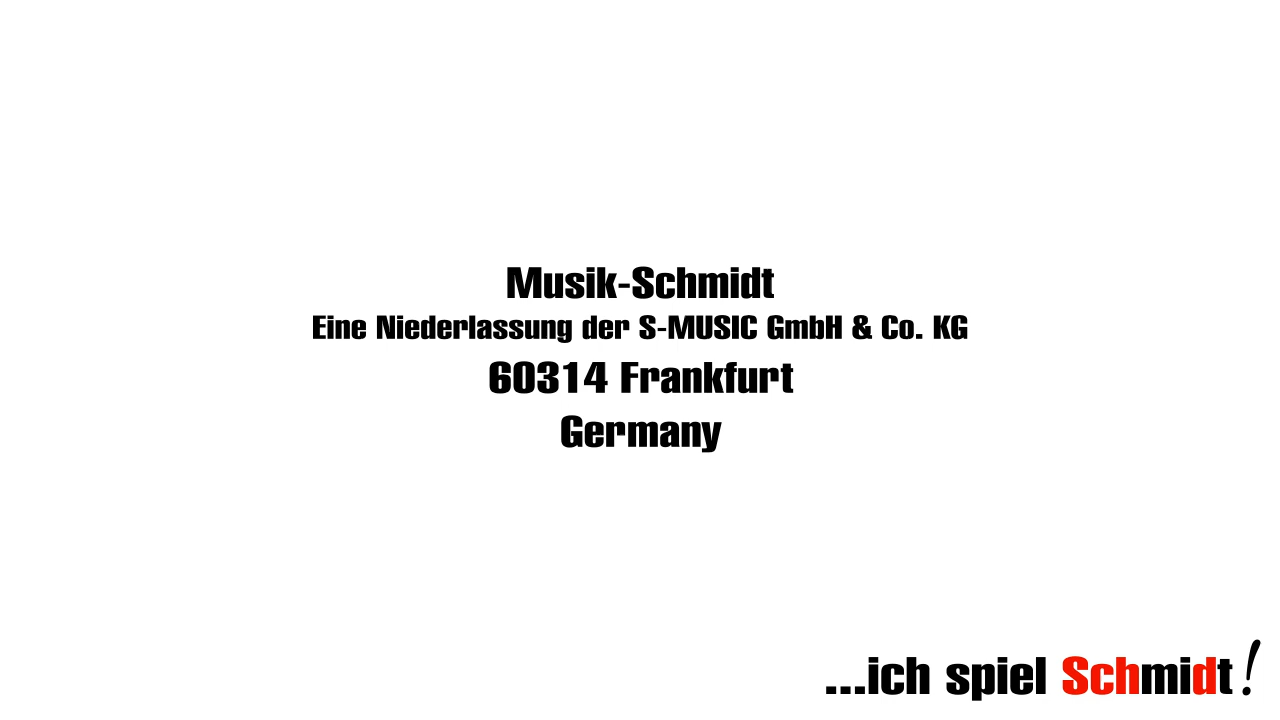 Musik-Schmidt
Eine Niederlassung der S-MUSIC GmbH & Co. KG
60314 Frankfurt
Germany
...ich spiel Schmidt!